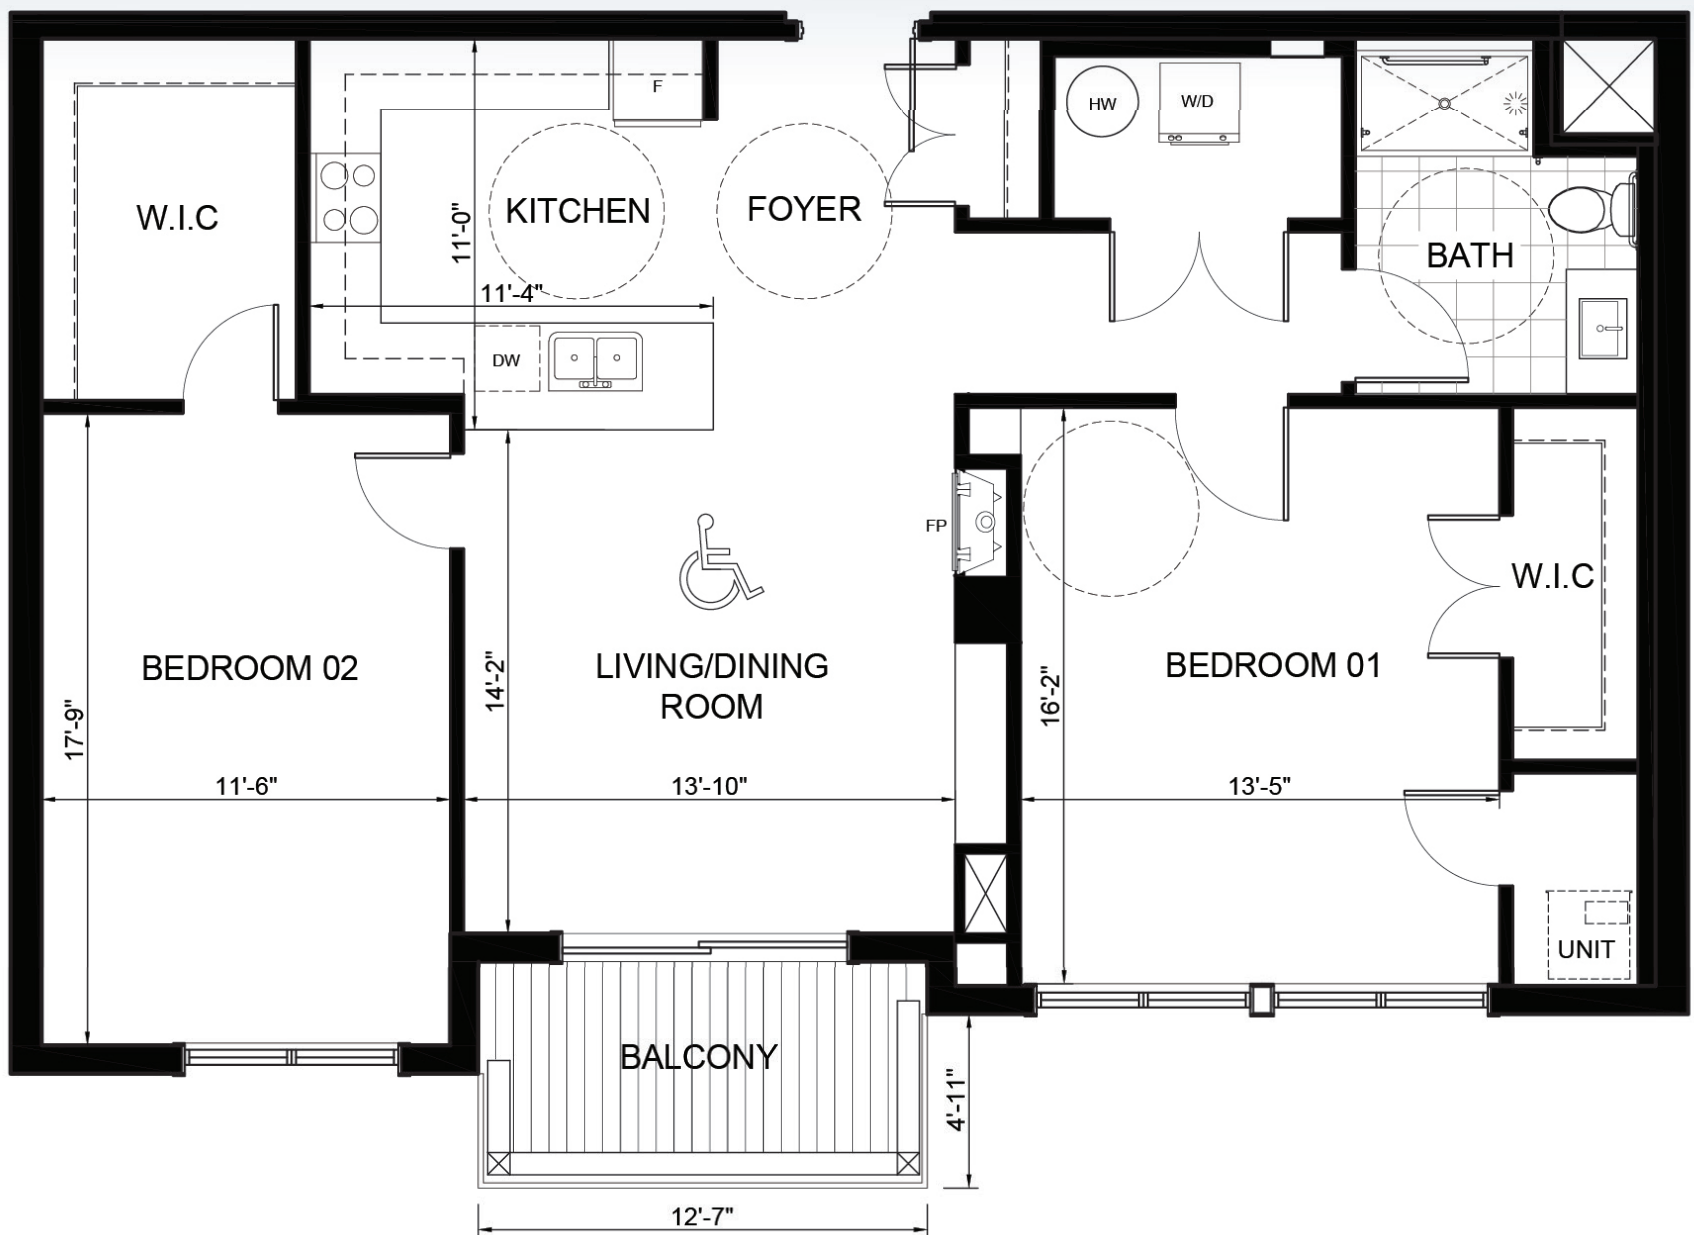 F
HW
W/D
W.I.C
KITCHEN
FOYER
11'-0"
BATH
11'-4"
DW
FP
W.I.C
BEDROOM 02
LIVING/DINING
ROOM
BEDROOM 01
14'-2"
16'-2"
17'-9"
11'-6"
13'-10"
13'-5"
UNIT
BALCONY
4'-11"
12'-7"